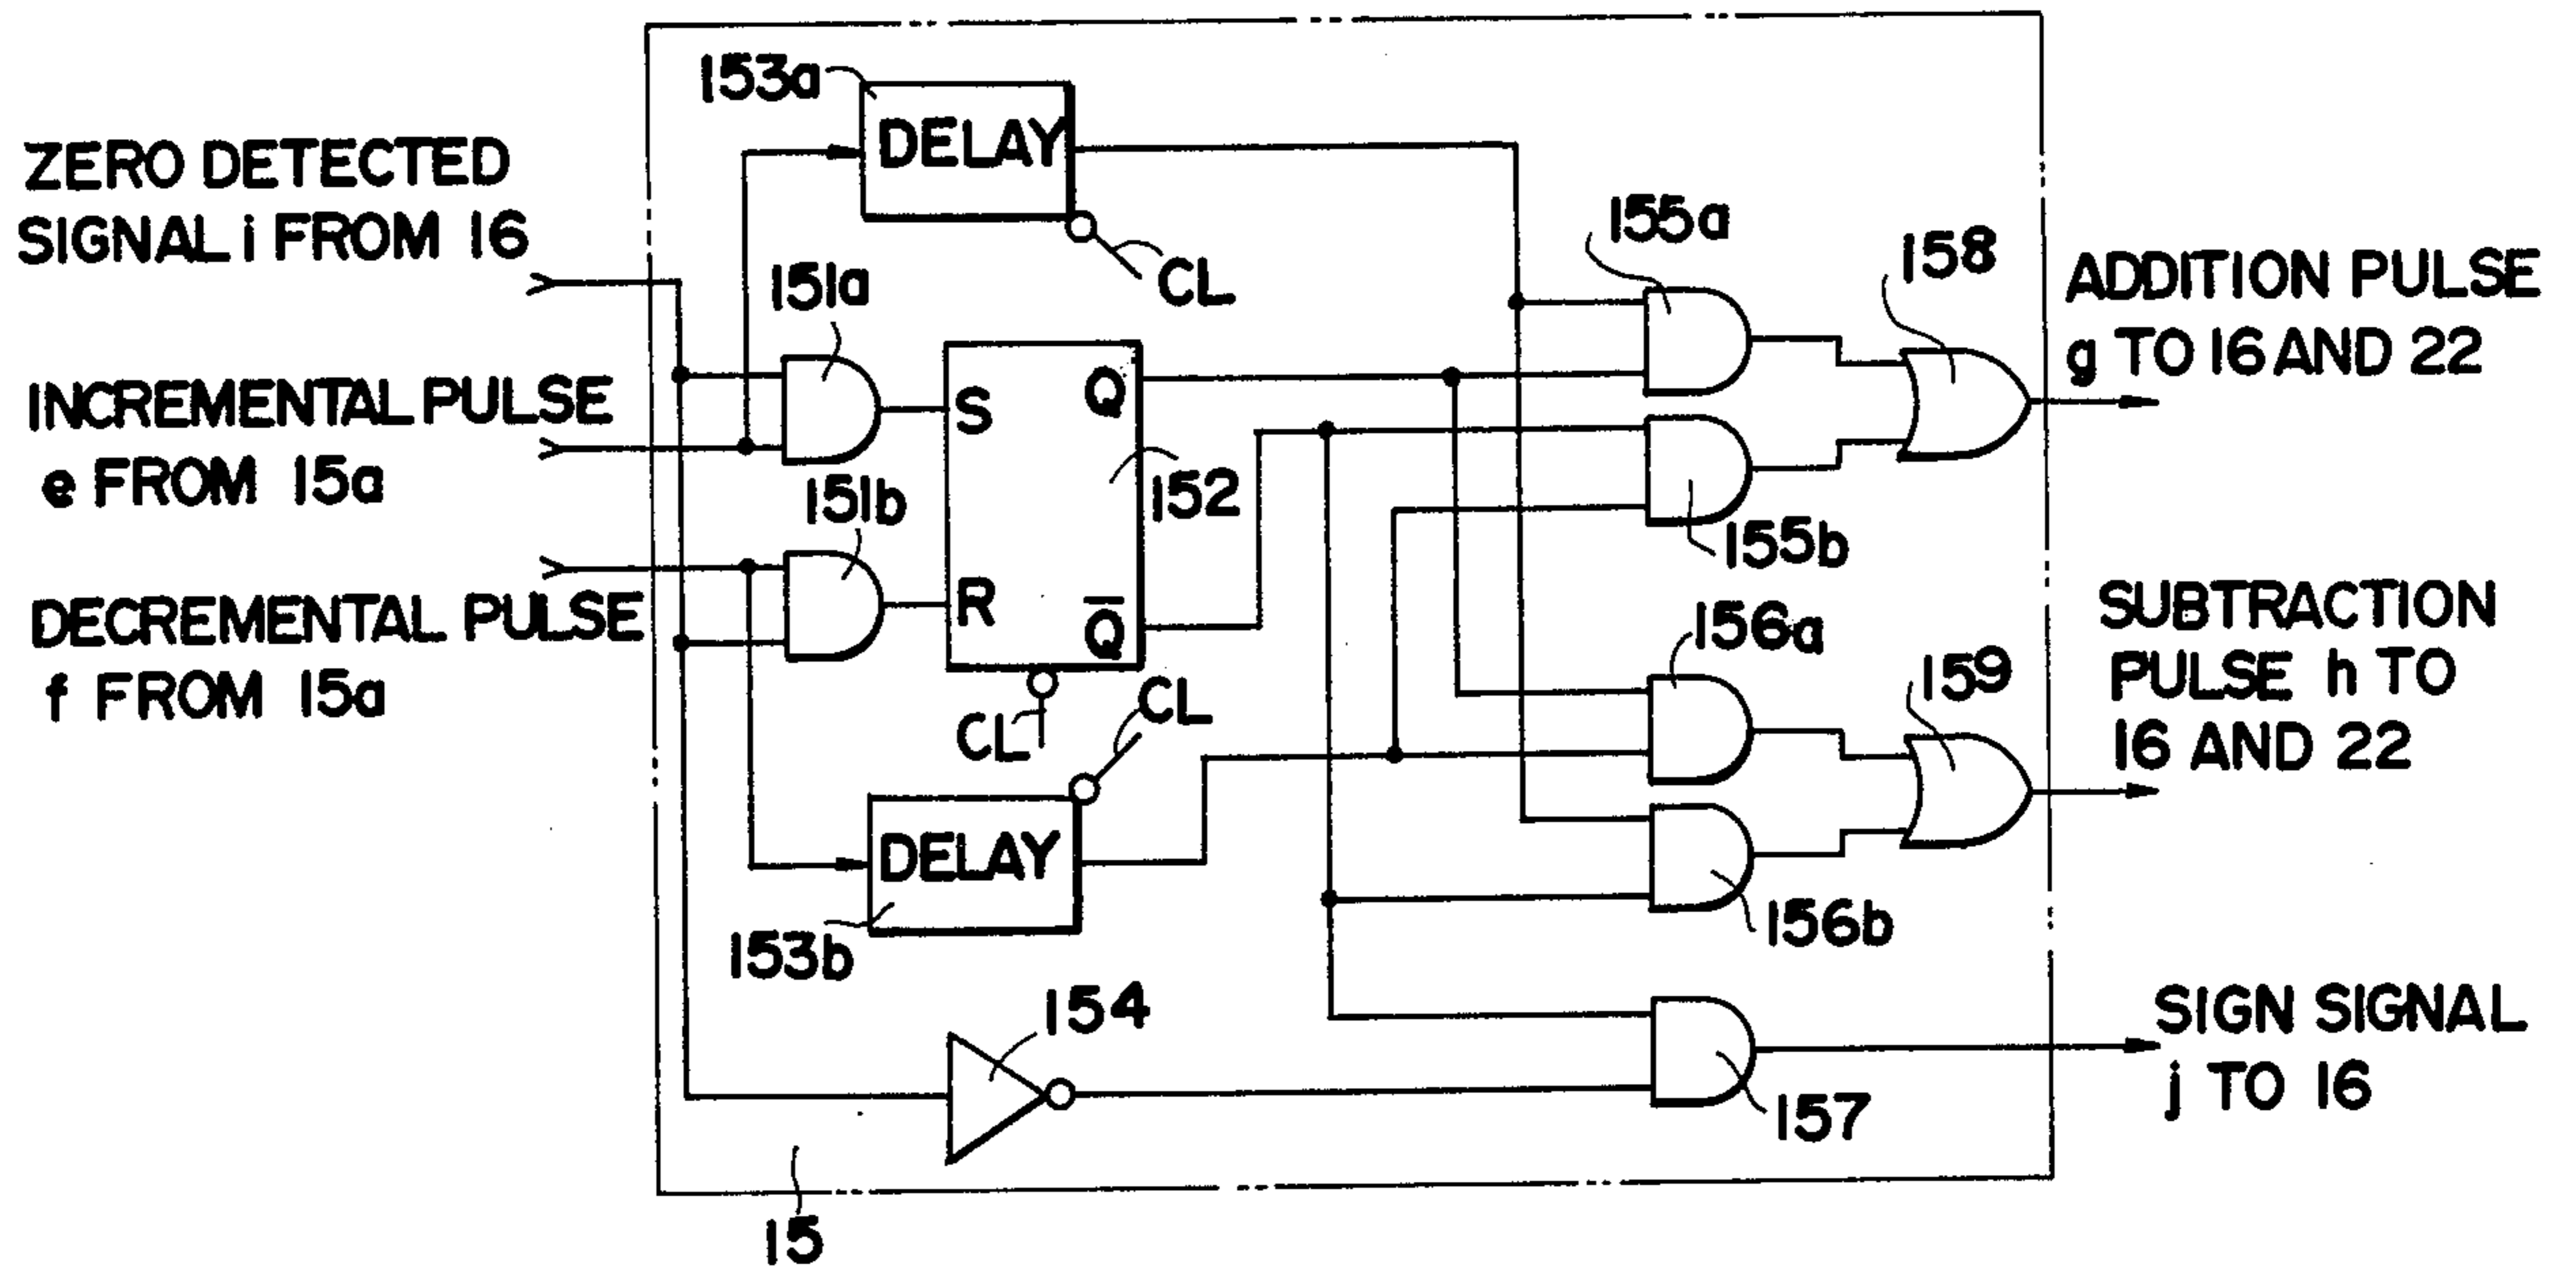 153a
DELAY
CL
ZERO DETECTED
SIGNAL i FROM 16
151a
155a
158
ADDITION PULSE
g TO 16 AND 22
INCREMENTAL PULSE
e FROM 15a
S
Q
152
151b
155b
DECREMENTAL PULSE
f FROM 15a
R
Q̅
CL
CL
156a
159
SUBTRACTION
PULSE h TO
16 AND 22
DELAY
153b
156b
154
157
SIGN SIGNAL
j TO 16
15